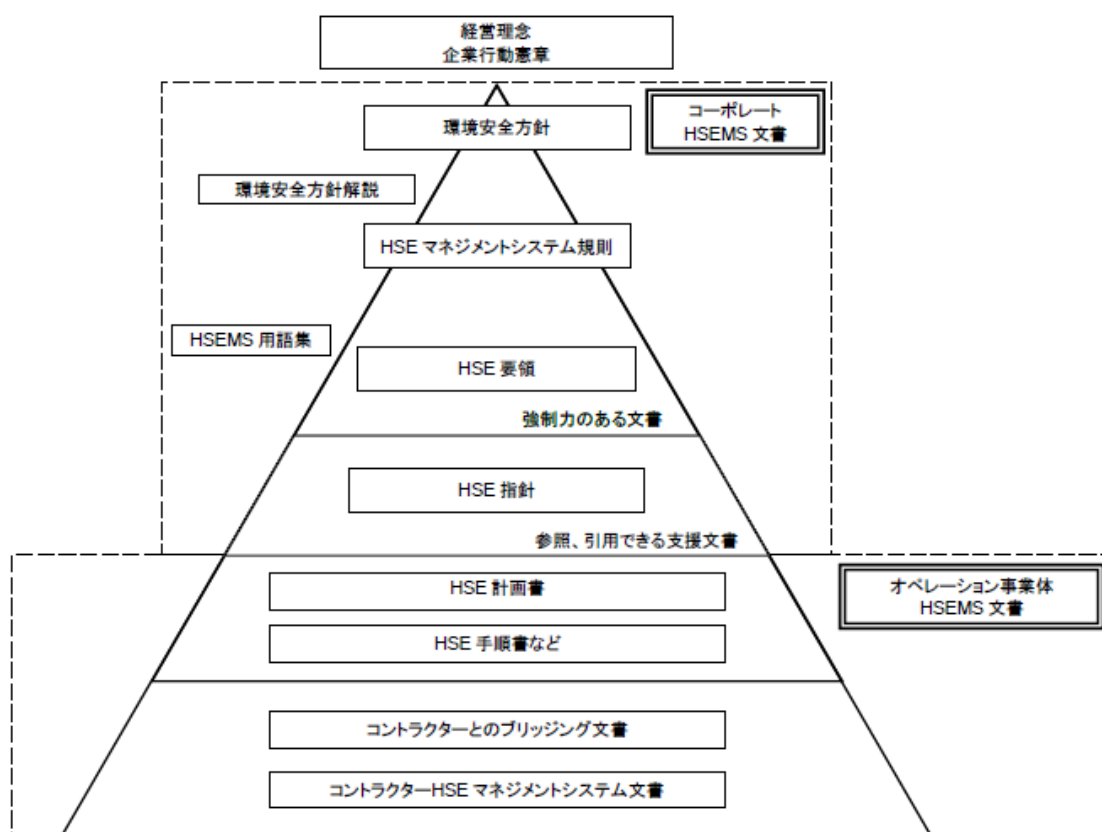 経営理念
企業行動憲章
コーポレート
HSEMS 文書
環境安全方針
環境安全方針解説
HSE マネジメントシステム規則
HSEMS 用語集
HSE 要領
強制力のある文書
HSE 指針
参照、引用できる支援文書
HSE 計画書
オペレーション事業体
HSEMS 文書
HSE 手順書など
コントラクターとのブリッジング文書
コントラクターHSE マネジメントシステム文書